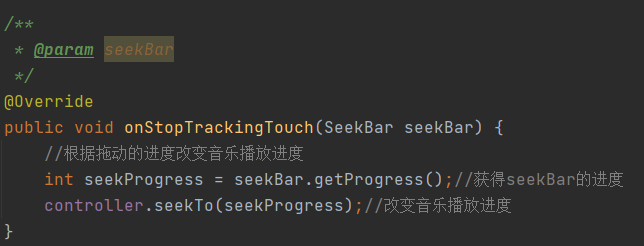 /**
 * @param seekBar
 */
@Override
public void onStopTrackingTouch(SeekBar seekBar) {
    //根据拖动的进度改变音乐播放进度
    int seekProgress = seekBar.getProgress();//获得seekBar的进度
    controller.seekTo(seekProgress);//改变音乐播放进度
}